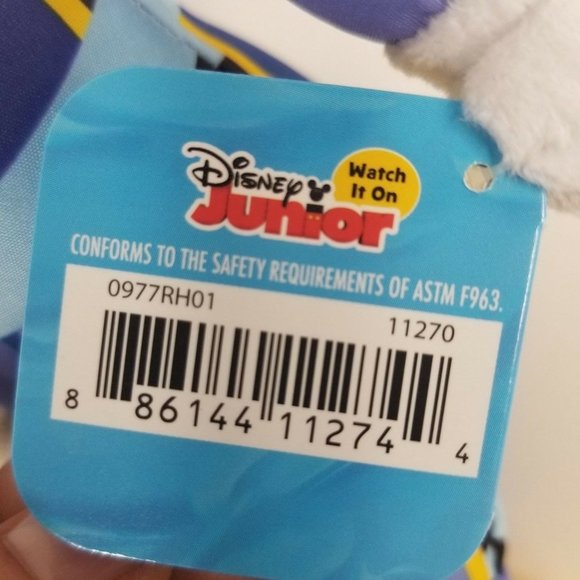 Disney
Junior
Watch
It On
CONFORMS TO THE SAFETY REQUIREMENTS OF ASTM F963.
0977RH01 11270
8 86144 11274 4